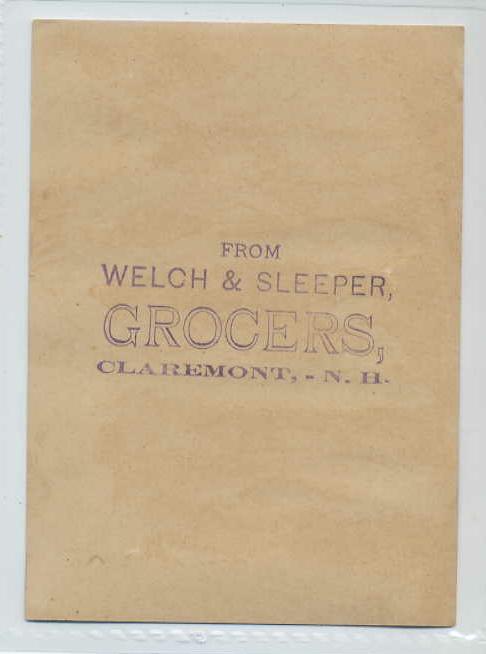 FROM
WELCH & SLEEPER,
GROCERS,
CLAREMONT, - N. H.